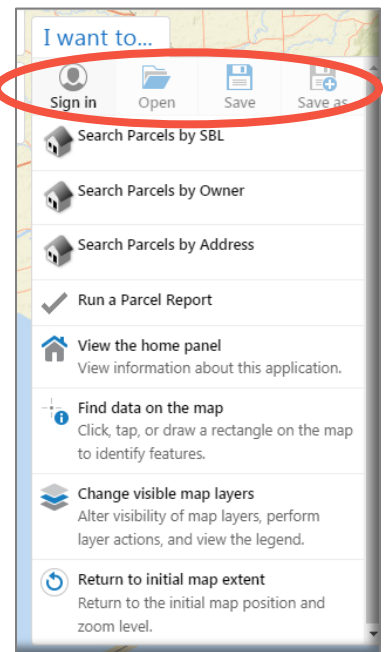 I want to...
Sign in Open Save Save as
Search Parcels by SBL
Search Parcels by Owner
Search Parcels by Address
Run a Parcel Report
View the home panel
View information about this application.
Find data on the map
Click, tap, or draw a rectangle on the map
to identify features.
Change visible map layers
Alter visibility of map layers, perform
layer actions, and view the legend.
Return to initial map extent
Return to the initial map position and
zoom level.